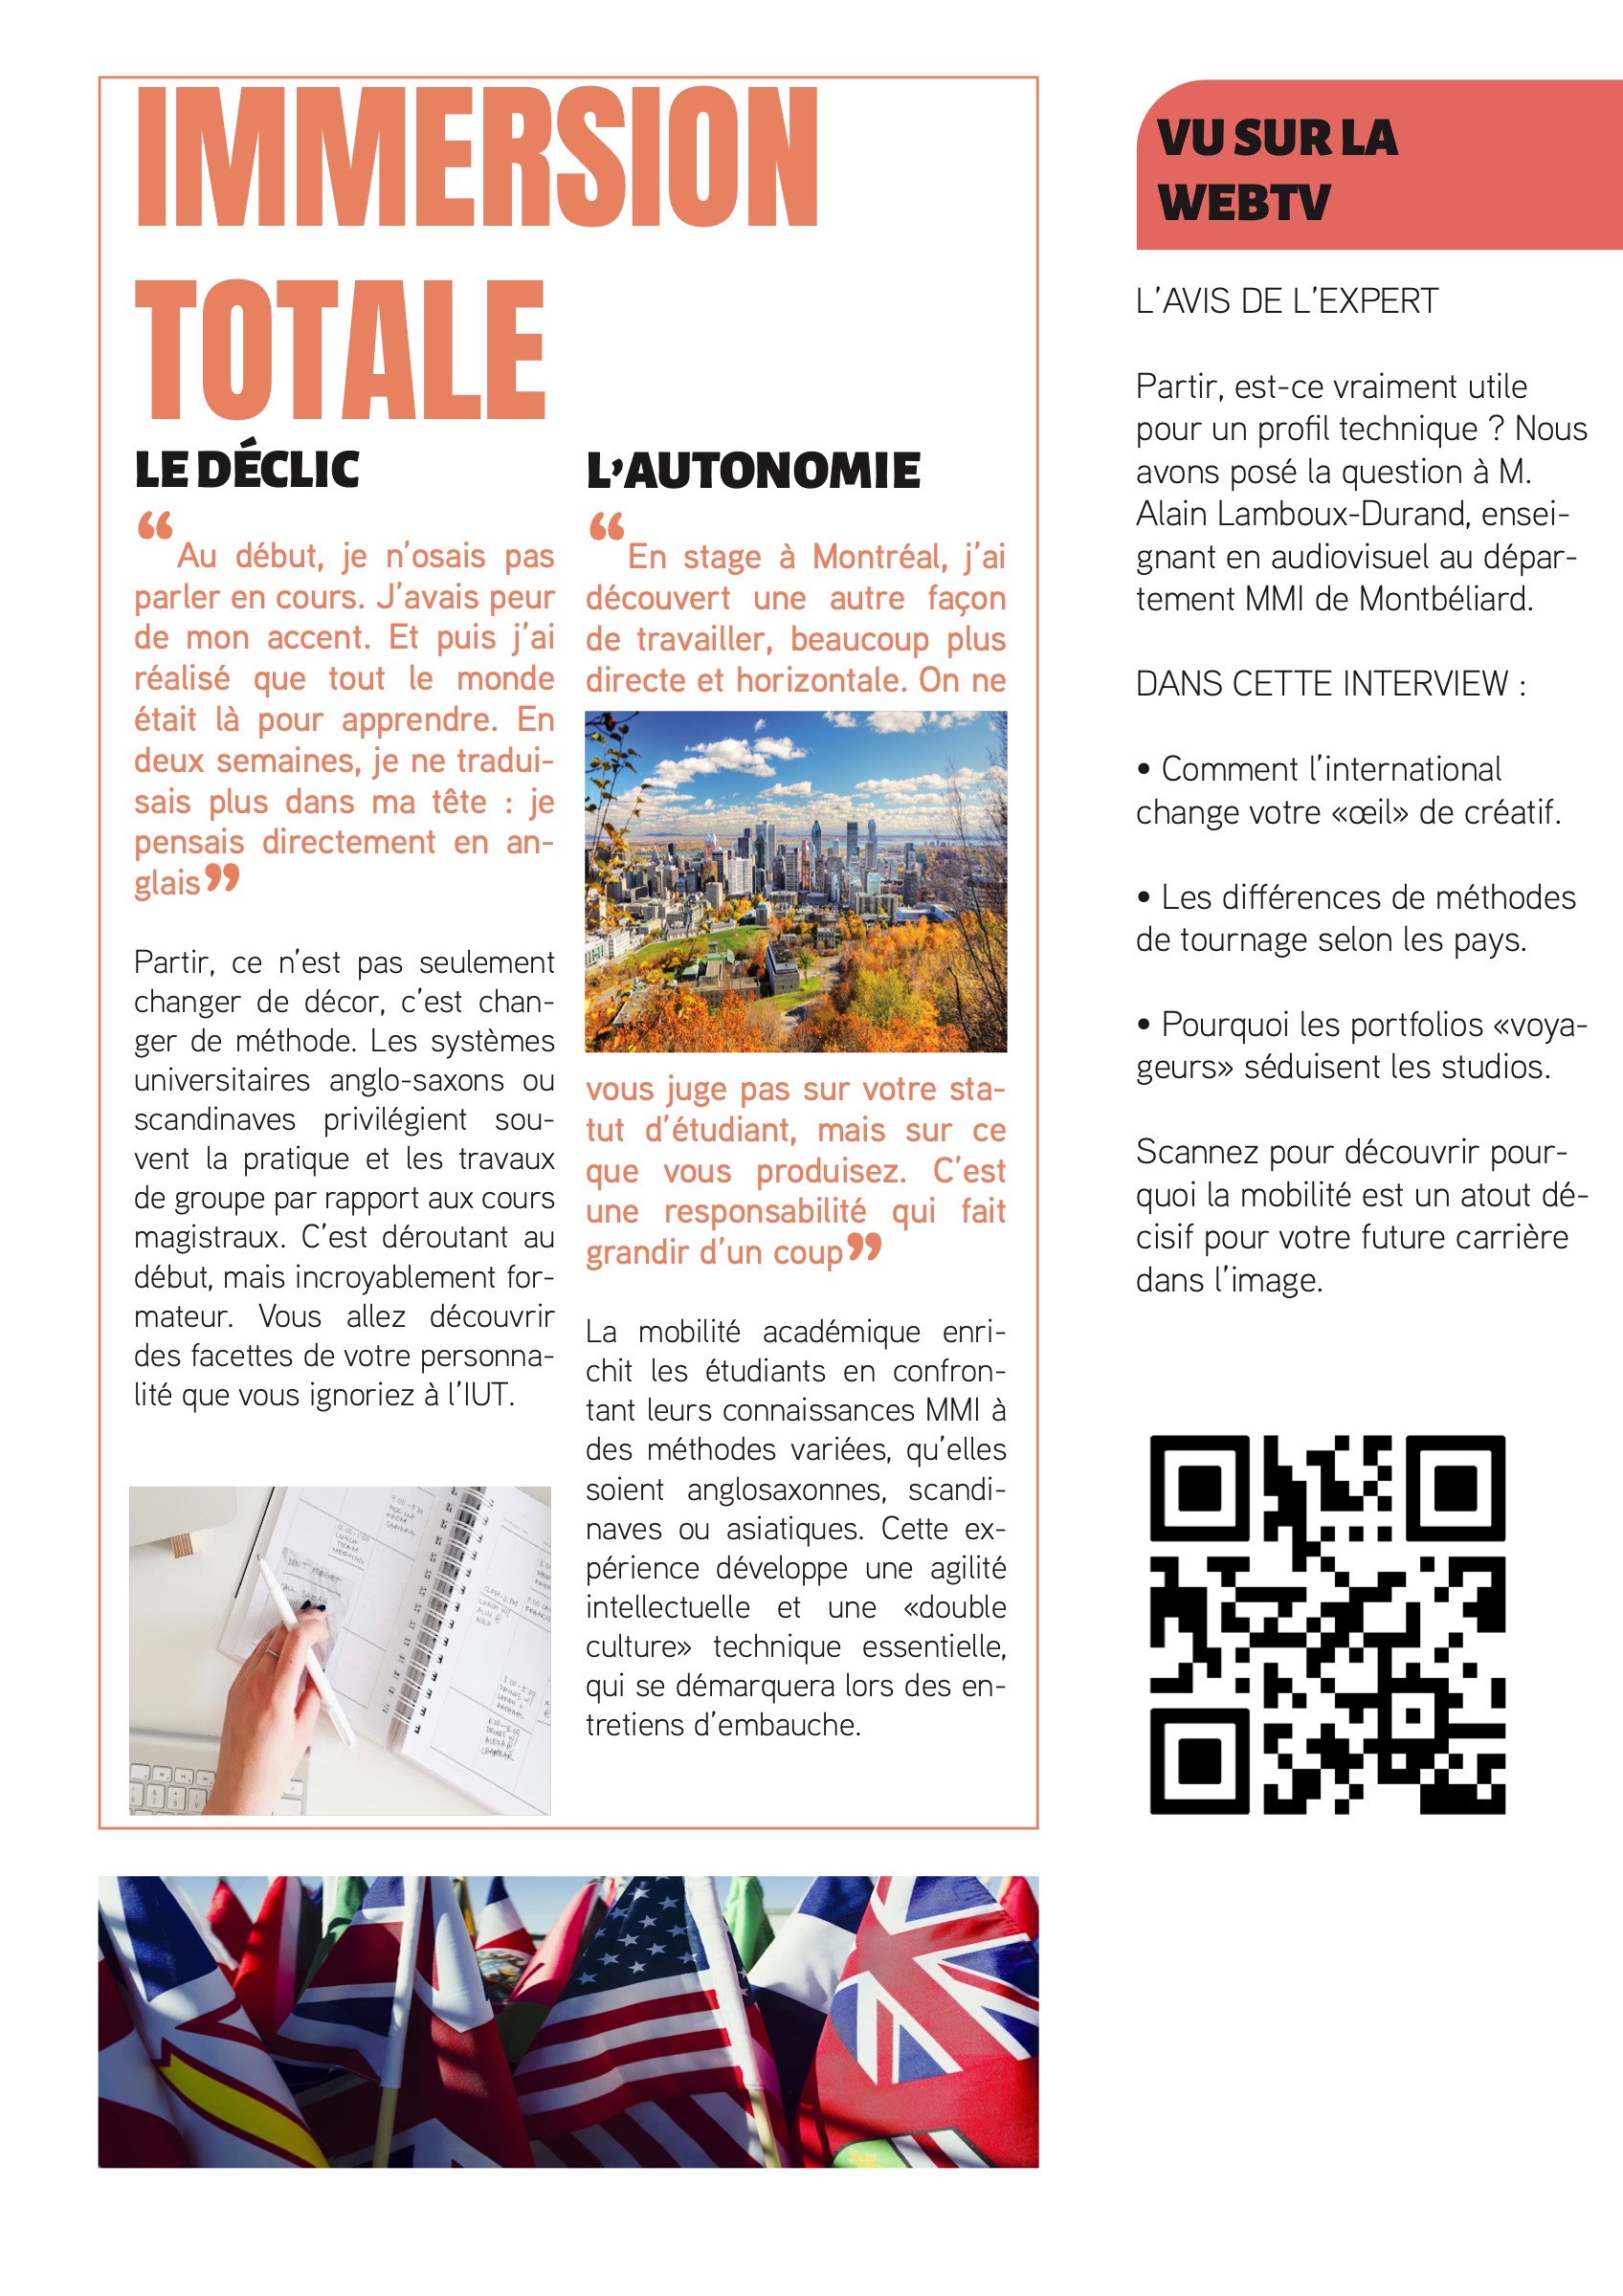 IMMERSION
TOTALE
LE DÉCLIC
“Au début, je n’osais pas
parler en cours. J’avais peur
de mon accent. Et puis j’ai
réalisé que tout le monde
était là pour apprendre. En
deux semaines, je ne tradui-
sais plus dans ma tête : je
pensais directement en an-
glais”
Partir, ce n’est pas seulement
changer de décor, c’est chan-
ger de méthode. Les systèmes
universitaires anglo-saxons ou
scandinaves privilégient sou-
vent la pratique et les travaux
de groupe par rapport aux cours
magistraux. C’est déroutant au
début, mais incroyablement for-
mateur. Vous allez découvrir
des facettes de votre personna-
lité que vous ignoriez à l’IUT.
L’AUTONOMIE
“En stage à Montréal, j’ai
découvert une autre façon
de travailler, beaucoup plus
directe et horizontale. On ne
vous juge pas sur votre sta-
tut d’étudiant, mais sur ce
que vous produisez. C’est
une responsabilité qui fait
grandir d’un coup”
La mobilité académique enri-
chit les étudiants en confron-
tant leurs connaissances MMI à
des méthodes variées, qu’elles
soient anglosaxonnes, scandi-
naves ou asiatiques. Cette ex-
périence développe une agilité
intellectuelle et une «double
culture» technique essentielle,
qui se démarquera lors des en-
tretiens d’embauche.
VU SUR LA
WEBTV
L’AVIS DE L’EXPERT
Partir, est-ce vraiment utile
pour un profil technique ? Nous
avons posé la question à M.
Alain Lamboux-Durand, ensei-
gnant en audiovisuel au dépar-
tement MMI de Montbéliard.
DANS CETTE INTERVIEW :
• Comment l’international
change votre «œil» de créatif.
• Les différences de méthodes
de tournage selon les pays.
• Pourquoi les portfolios «voya-
geurs» séduisent les studios.
Scannez pour découvrir pour-
quoi la mobilité est un atout dé-
cisif pour votre future carrière
dans l’image.